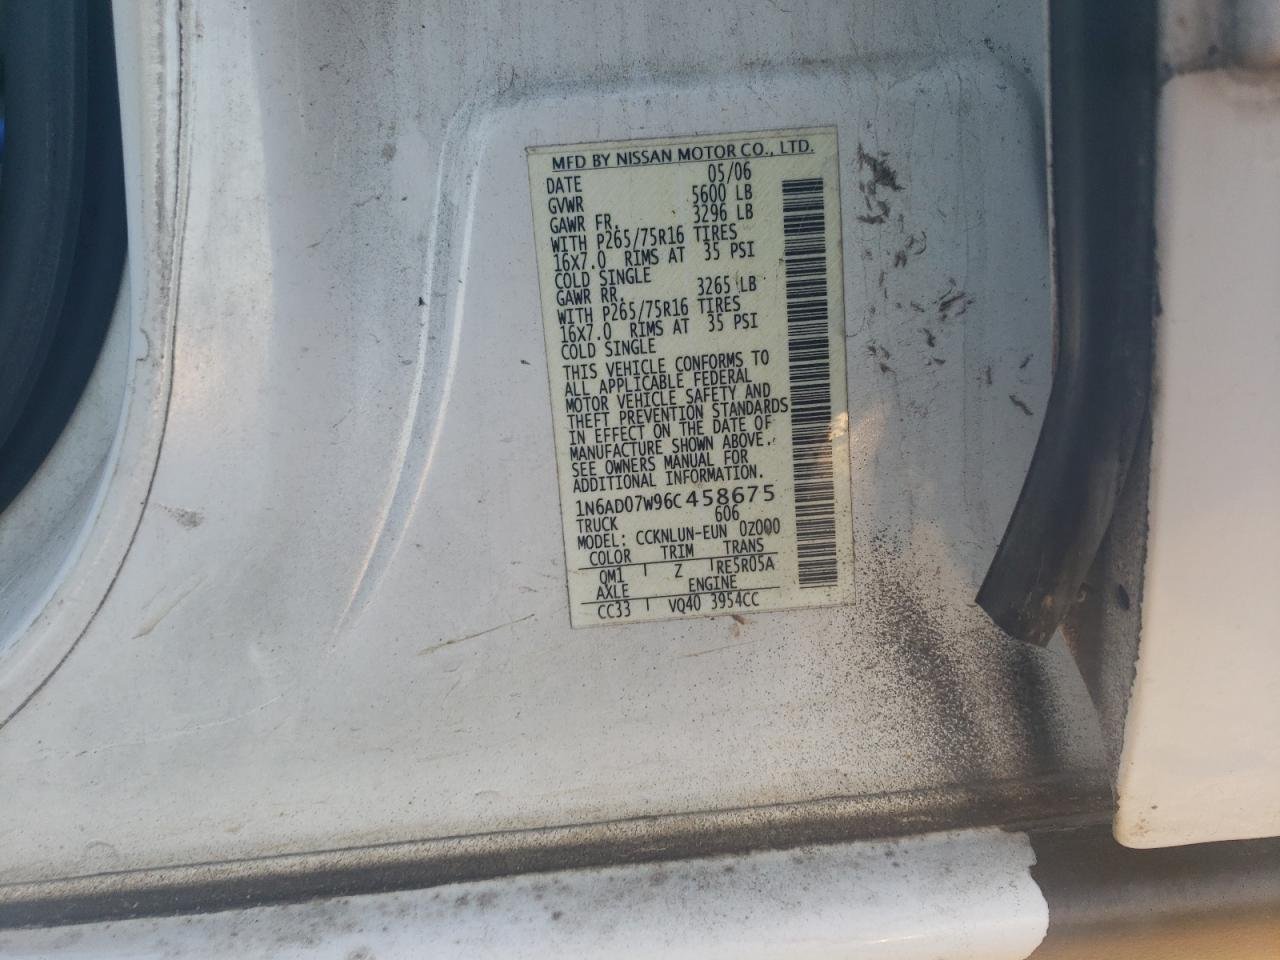 MFD BY NISSAN MOTOR CO., LTD.
DATE 05/06
GVWR 5600 LB
GAWR FR. 3296 LB
WITH P265/75R16 TIRES
16X7.0 RIMS AT 35 PSI
COLD SINGLE
GAWR RR. 3265 LB
WITH P265/75R16 TIRES
16X7.0 RIMS AT 35 PSI
COLD SINGLE
THIS VEHICLE CONFORMS TO
ALL APPLICABLE FEDERAL
MOTOR VEHICLE SAFETY AND
THEFT PREVENTION STANDARDS
IN EFFECT ON THE DATE OF
MANUFACTURE SHOWN ABOVE.
SEE OWNERS MANUAL FOR
ADDITIONAL INFORMATION.
1N6AD07W96C458675
TRUCK 606
MODEL: CCKNLUN-EUN 0Z000
COLOR TRIM TRANS
QM1 Z RE5R05A
AXLE ENGINE
CC33 VQ40 3954CC